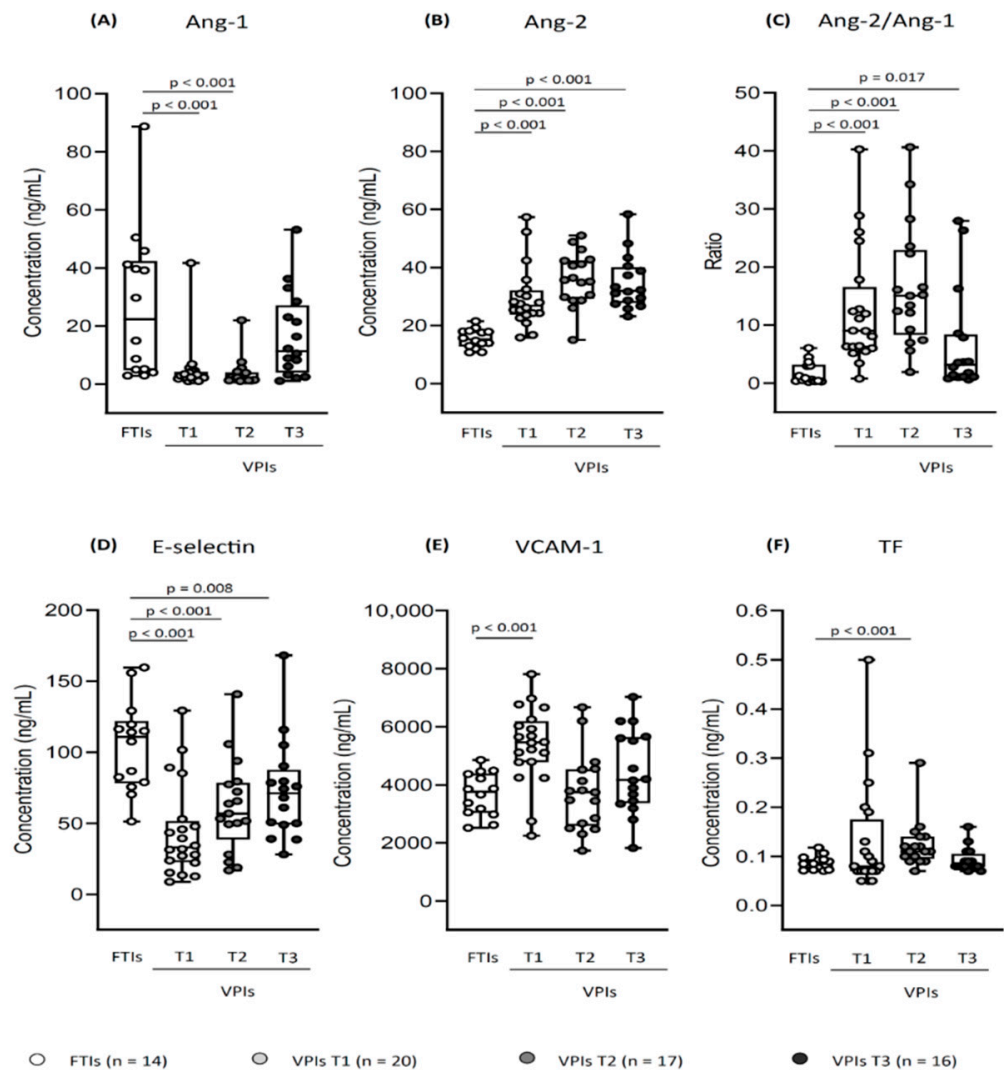 (A) Ang-1
(B) Ang-2
(C) Ang-2/Ang-1
p < 0.001
p < 0.001
100
80
60
40
20
0
Concentration (ng/mL)
FTIs T1 T2 T3
VPIs
p < 0.001
p < 0.001
p < 0.001
100
80
60
40
20
0
Concentration (ng/mL)
FTIs T1 T2 T3
VPIs
p = 0.017
p < 0.001
p < 0.001
50
40
30
20
10
0
Ratio
FTIs T1 T2 T3
VPIs
(D) E-selectin
(E) VCAM-1
(F) TF
p = 0.008
p < 0.001
p < 0.001
200
150
100
50
0
Concentration (ng/mL)
FTIs T1 T2 T3
VPIs
p < 0.001
10,000
8000
6000
4000
2000
0
Concentration (ng/mL)
FTIs T1 T2 T3
VPIs
p < 0.001
0.6
0.5
0.4
0.3
0.2
0.1
0.0
Concentration (ng/mL)
FTIs T1 T2 T3
VPIs
FTIs (n = 14) VPIs T1 (n = 20) VPIs T2 (n = 17) VPIs T3 (n = 16)